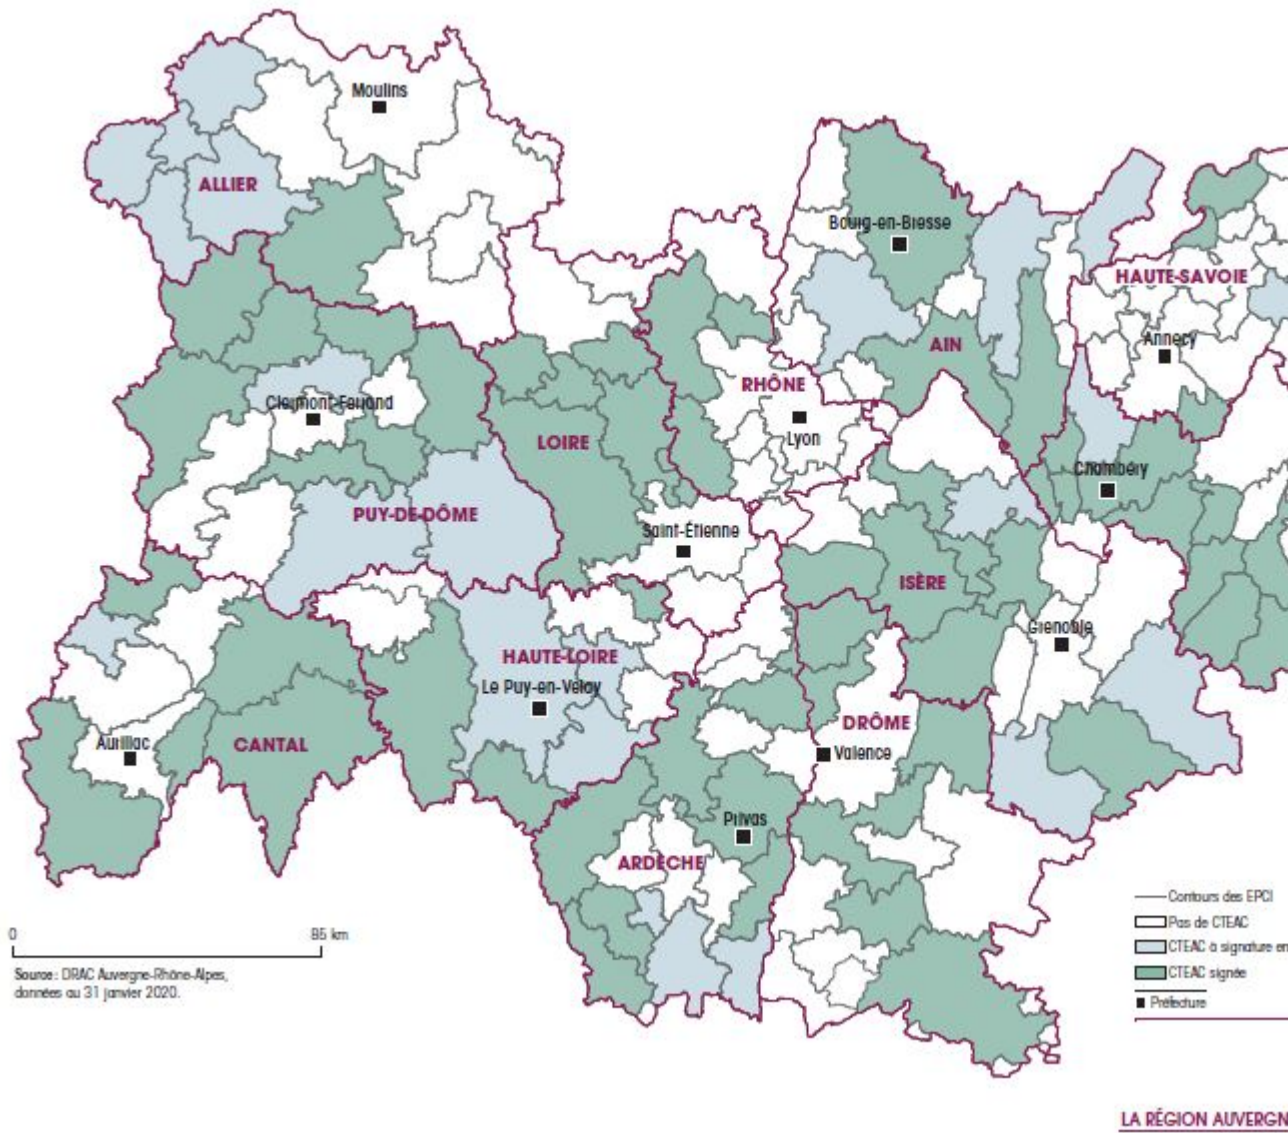 Moulins
ALLIER
Bourg-en-Bresse
HAUTE-SAVOIE
Annecy
AIN
RHÔNE
Clermont-Ferrand
Lyon
LOIRE
Chambéry
PUY-DE-DÔME
Saint-Étienne
ISÈRE
Grenoble
HAUTE-LOIRE
Le Puy-en-Velay
DRÔME
Aurillac
CANTAL
Valence
Privas
ARDÈCHE
0 85 km
Source : DRAC Auvergne-Rhône-Alpes,
données au 31 janvier 2020.
Contours des EPCI
Pas de CTEAC
CTEAC à signature en
CTEAC signée
Préfecture
LA RÉGION AUVERGN